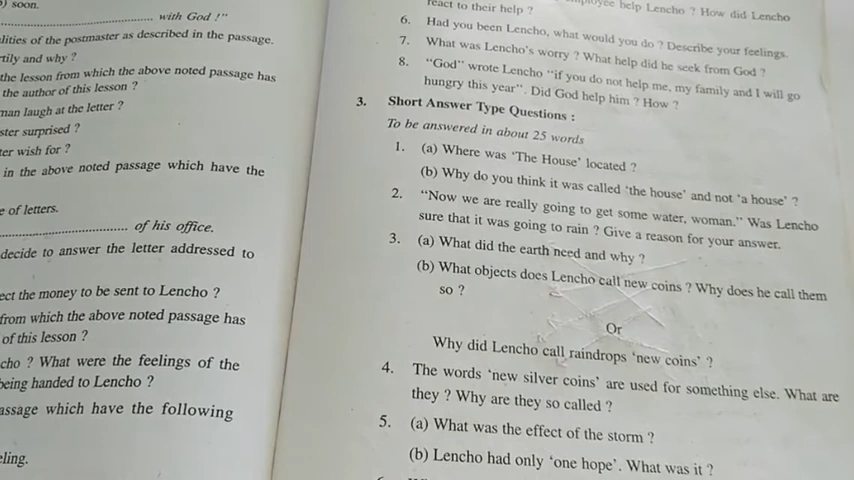 soon.
with God !"
lities of the postmaster as described in the passage.
tily and why ?
the lesson from which the above noted passage has
the author of this lesson ?
man laugh at the letter ?
ster surprised ?
ter wish for ?
in the above noted passage which have the
e of letters.
of his office.
decide to answer the letter addressed to
ect the money to be sent to Lencho ?
from which the above noted passage has
of this lesson ?
cho ? What were the feelings of the
being handed to Lencho ?
assage which have the following
eling.
react to their help ?
help Lencho ? How did Lencho
6. Had you been Lencho, what would you do ? Describe your feelings.
7. What was Lencho's worry ? What help did he seek from God ?
8. "God" wrote Lencho "if you do not help me, my family and I will go
hungry this year". Did God help him ? How ?
3. Short Answer Type Questions :
To be answered in about 25 words
1. (a) Where was 'The House' located ?
(b) Why do you think it was called 'the house' and not 'a house' ?
2. "Now we are really going to get some water, woman." Was Lencho
sure that it was going to rain ? Give a reason for your answer.
3. (a) What did the earth need and why ?
(b) What objects does Lencho call new coins ? Why does he call them
so ?
Or
Why did Lencho call raindrops 'new coins' ?
4. The words 'new silver coins' are used for something else. What are
they ? Why are they so called ?
5. (a) What was the effect of the storm ?
(b) Lencho had only 'one hope'. What was it ?